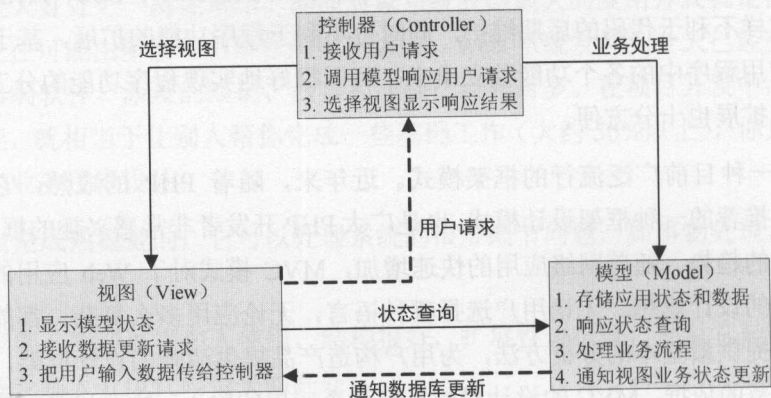 控制器（Controller）
1. 接收用户请求
2. 调用模型响应用户请求
3. 选择视图显示响应结果
选择视图
业务处理
用户请求
视图（View）
1. 显示模型状态
2. 接收数据更新请求
3. 把用户输入数据传给控制器
状态查询
通知数据库更新
模型（Model）
1. 存储应用状态和数据
2. 响应状态查询
3. 处理业务流程
4. 通知视图业务状态更新